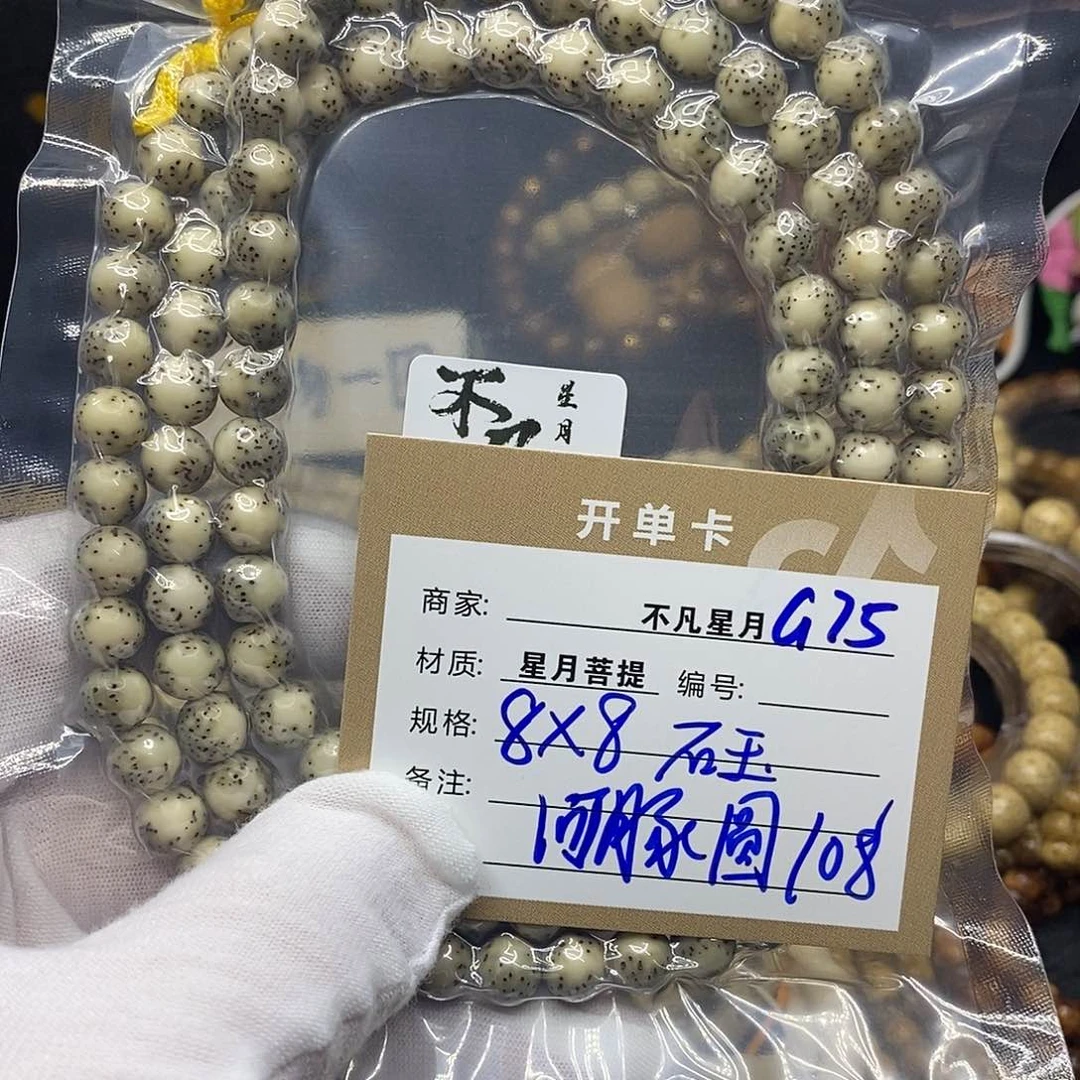 不
星月
开单卡
商家: 不凡星月 G75
材质: 星月菩提 编号:
规格: 8X8 石玉
备注:
河豚圆 108